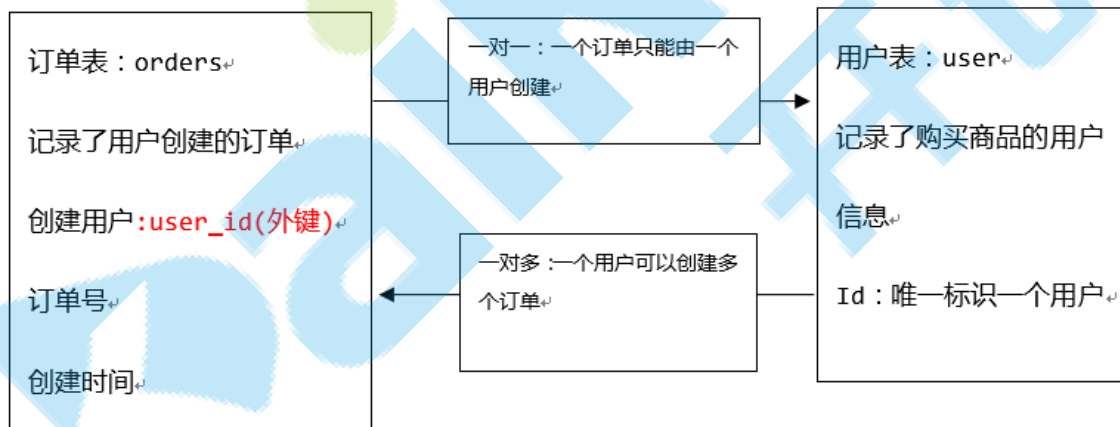 订单表：orders
记录了用户创建的订单
创建用户:user_id(外键)
订单号
创建时间
一对一：一个订单只能由一个
用户创建
一对多：一个用户可以创建多
个订单
用户表：user
记录了购买商品的用户
信息
Id：唯一标识一个用户